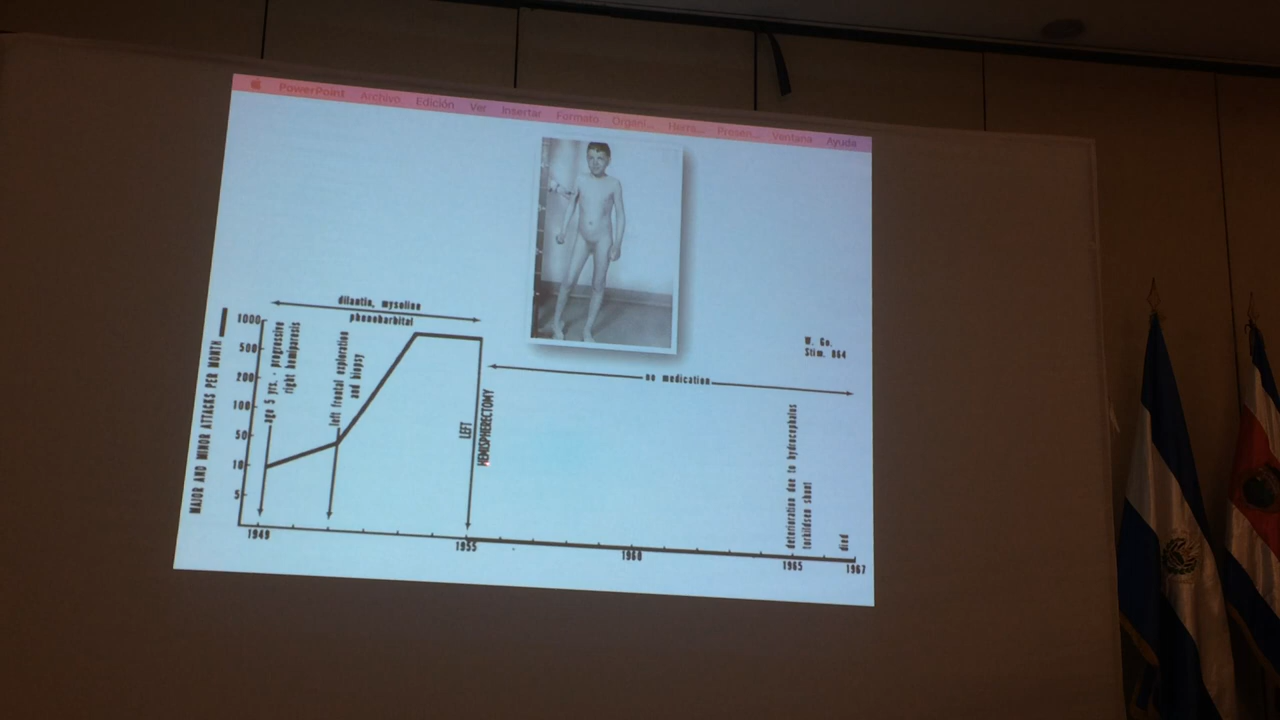 PowerPoint Archivo Edición Ver Insertar Formato Organi... Herra... Presen... Ventana Ayuda
dilantin, mysoline
phenobarbital
MAJOR AND MINOR ATTACKS PER MONTH
1000
500
200
100
50
10
5
age 5 yrs. - progressive
right hemiparesis
left frontal exploration
and biopsy
LEFT
HEMISPHERECTOMY
no medication
W. Go.
Stim. 864
deterioration due to hydrocephalus
torkildsen shunt
died
1949
1955
1960
1965
1967